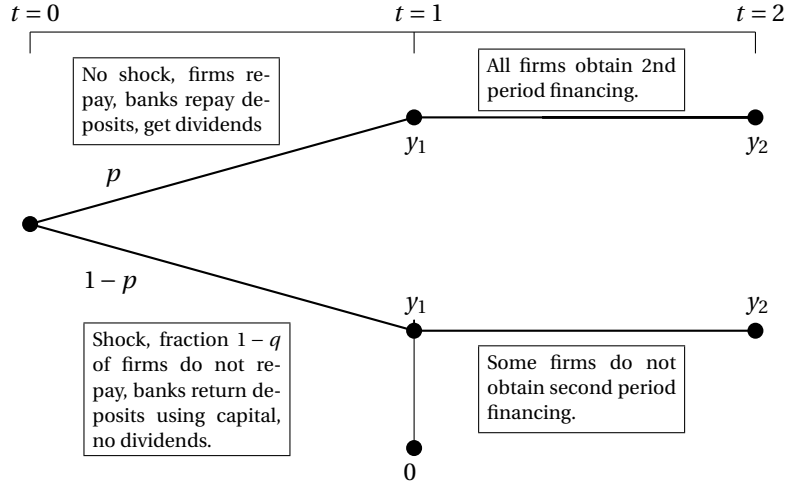 t = 0
t = 1
t = 2
No shock, firms re-
pay, banks repay de-
posits, get dividends
All firms obtain 2nd
period financing.
y₁
y₂
p
1 − p
y₁
y₂
Shock, fraction 1 − q
of firms do not re-
pay, banks return de-
posits using capital,
no dividends.
Some firms do not
obtain second period
financing.
0